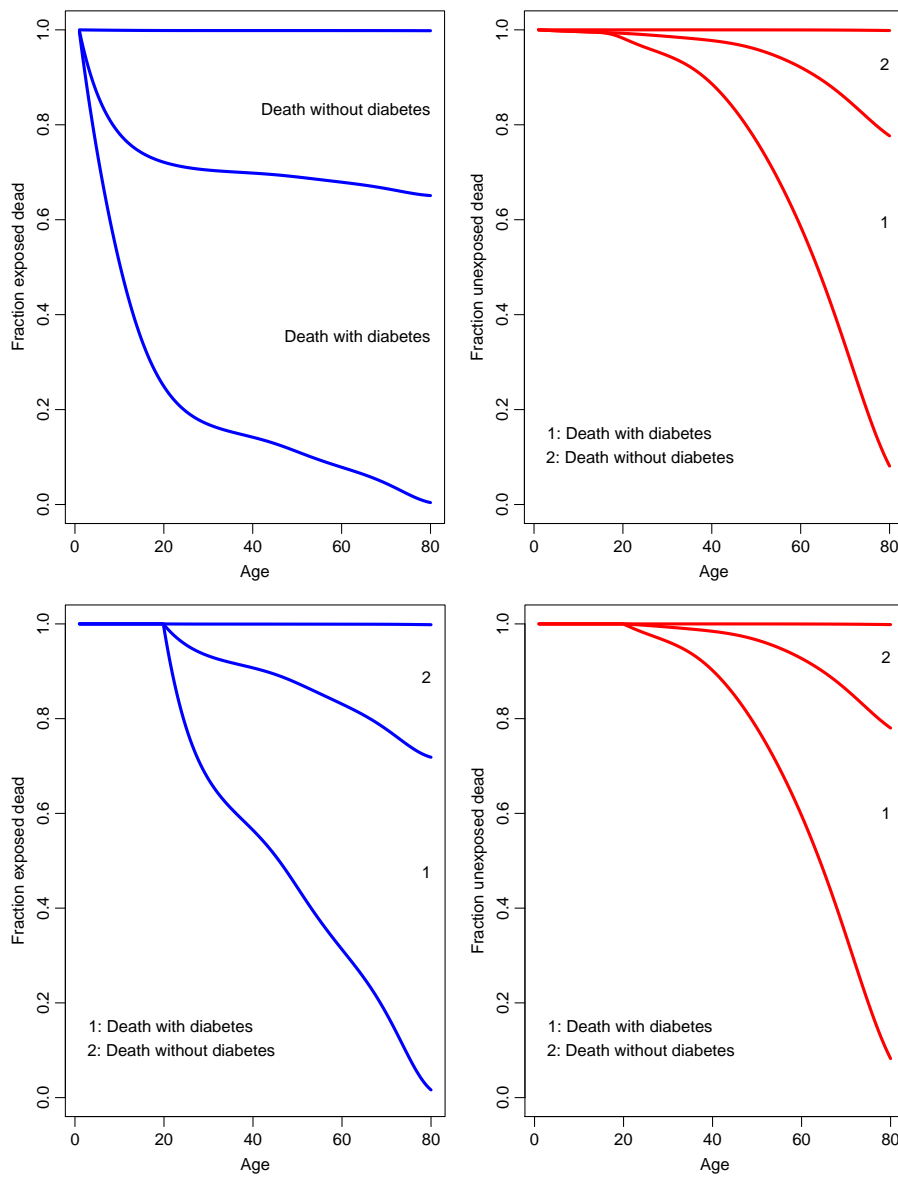 Fraction exposed dead
1.0
0.8
0.6
0.4
0.2
0.0
Death without diabetes
Death with diabetes
0 20 40 60 80
Age
Fraction unexposed dead
1.0
0.8
0.6
0.4
0.2
0.0
2
1
1: Death with diabetes
2: Death without diabetes
0 20 40 60 80
Age
Fraction exposed dead
1.0
0.8
0.6
0.4
0.2
0.0
2
1
1: Death with diabetes
2: Death without diabetes
0 20 40 60 80
Age
Fraction unexposed dead
1.0
0.8
0.6
0.4
0.2
0.0
2
1
1: Death with diabetes
2: Death without diabetes
0 20 40 60 80
Age